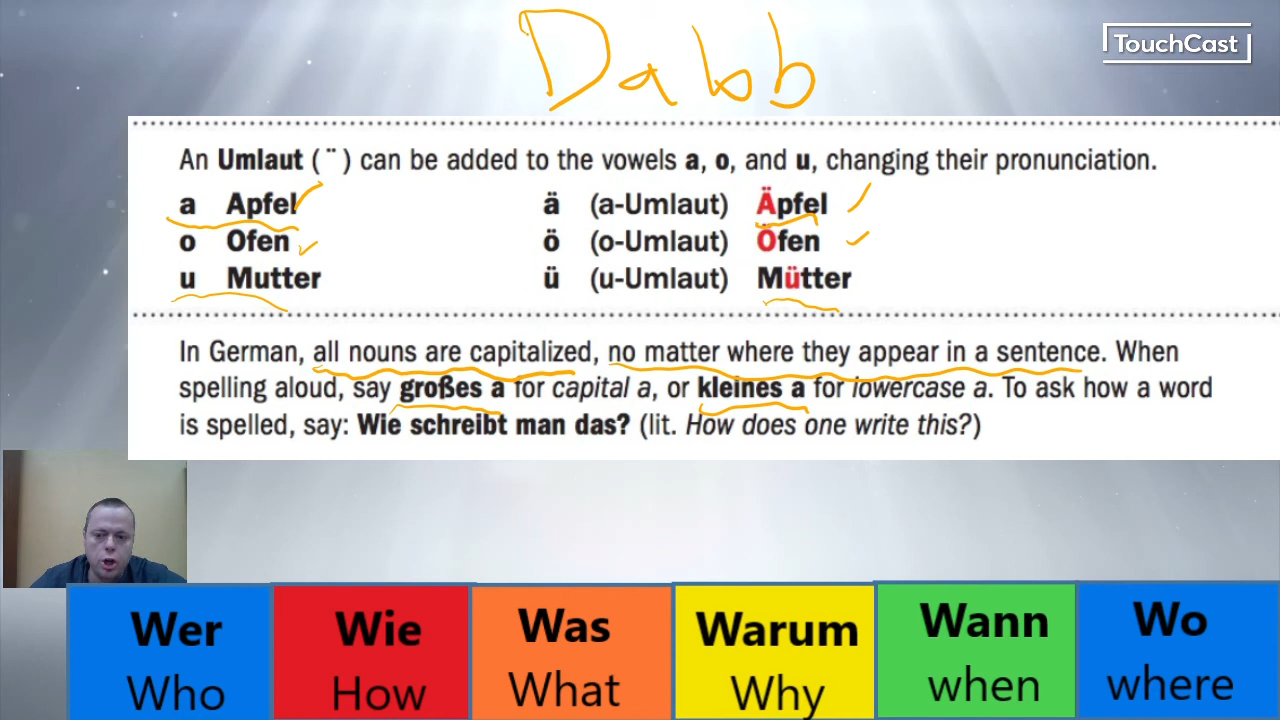 Dabb
TouchCast
An Umlaut (¨) can be added to the vowels a, o, and u, changing their pronunciation.
a Apfel ä (a-Umlaut) Äpfel
o Ofen ö (o-Umlaut) Öfen
u Mutter ü (u-Umlaut) Mütter
In German, all nouns are capitalized, no matter where they appear in a sentence. When
spelling aloud, say großes a for capital a, or kleines a for lowercase a. To ask how a word
is spelled, say: Wie schreibt man das? (lit. How does one write this?)
Wer Wie Was Warum Wann Wo
Who How What Why when where